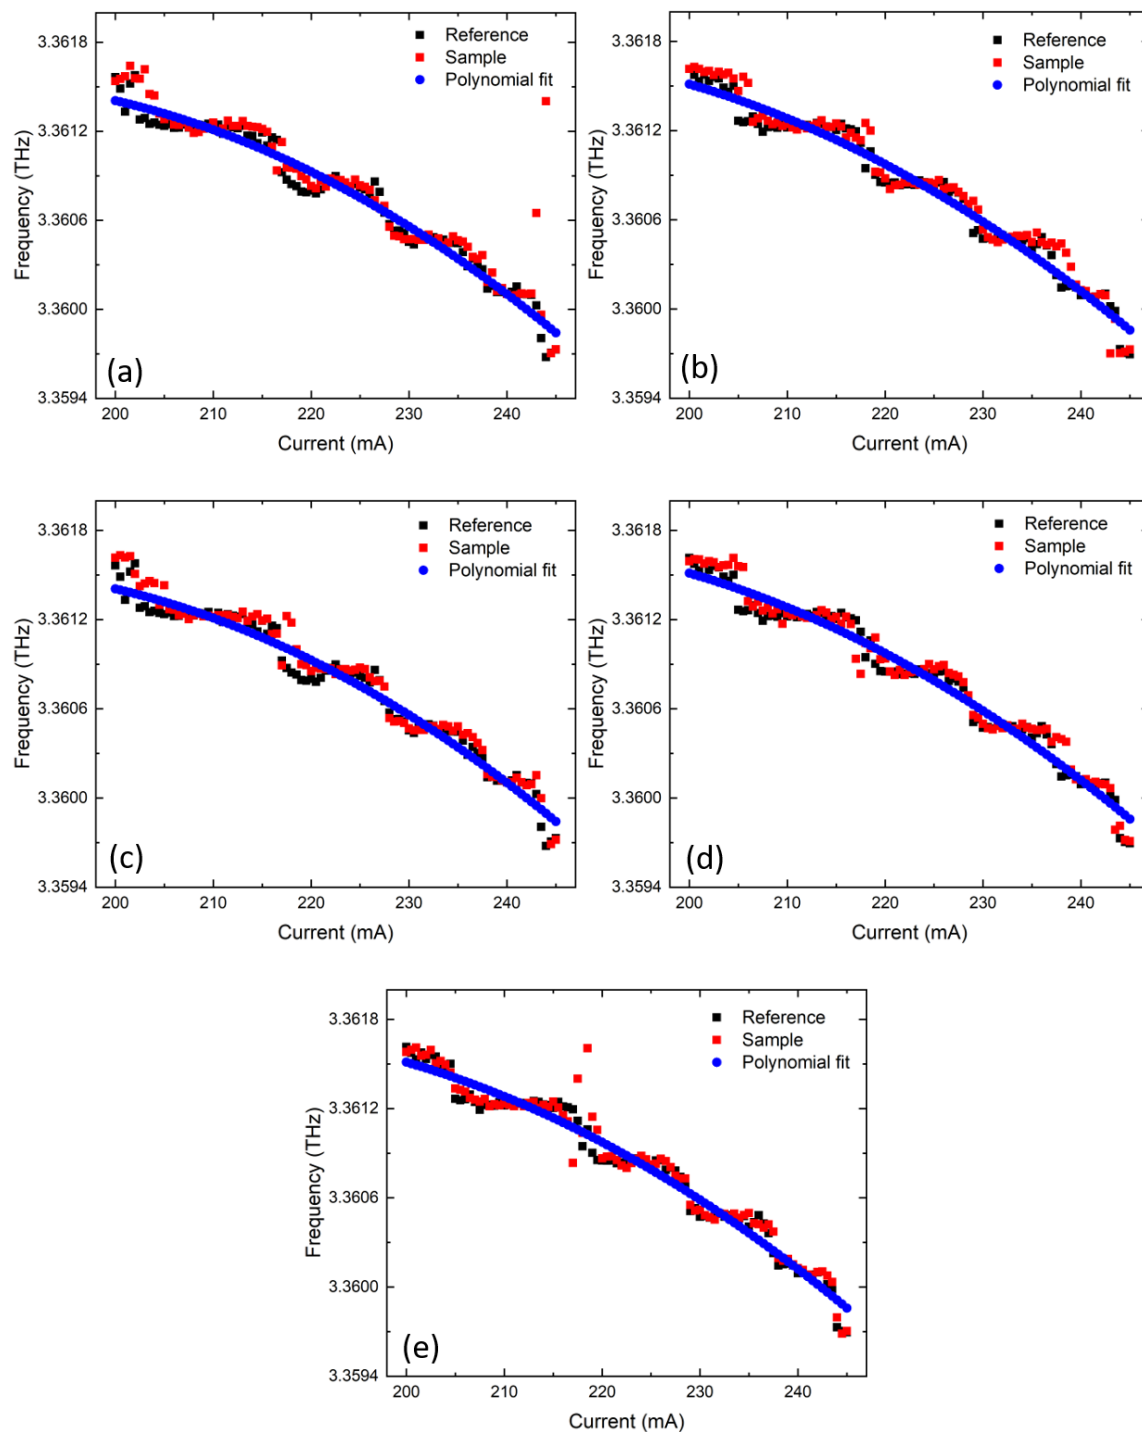 3.3618
Reference
Sample
Polynomial fit
3.3612
Frequency (THz)
3.3606
3.3600
(a)
3.3594
200 210 220 230 240
Current (mA)
3.3618
Reference
Sample
Polynomial fit
3.3612
Frequency (THz)
3.3606
3.3600
(b)
3.3594
200 210 220 230 240
Current (mA)
3.3618
Reference
Sample
Polynomial fit
3.3612
Frequency (THz)
3.3606
3.3600
(c)
3.3594
200 210 220 230 240
Current (mA)
3.3618
Reference
Sample
Polynomial fit
3.3612
Frequency (THz)
3.3606
3.3600
(d)
3.3594
200 210 220 230 240
Current (mA)
3.3618
Reference
Sample
Polynomial fit
3.3612
Frequency (THz)
3.3606
3.3600
(e)
3.3594
200 210 220 230 240
Current (mA)